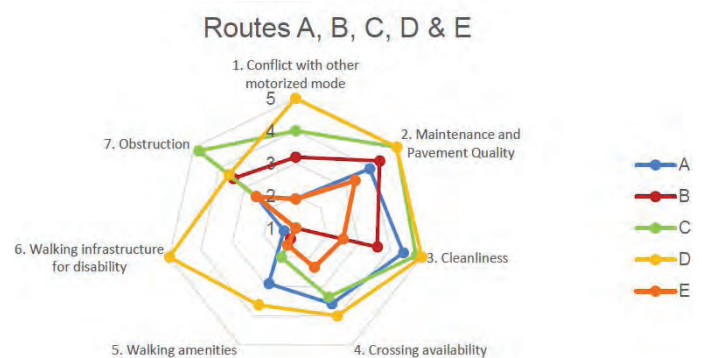 Routes A, B, C, D & E
1. Conflict with other
motorized mode
5
4
3
2
1
2. Maintenance and
Pavement Quality
3. Cleanliness
4. Crossing availability
5. Walking amenities
6. Walking infrastructure
for disability
7. Obstruction
A
B
C
D
E